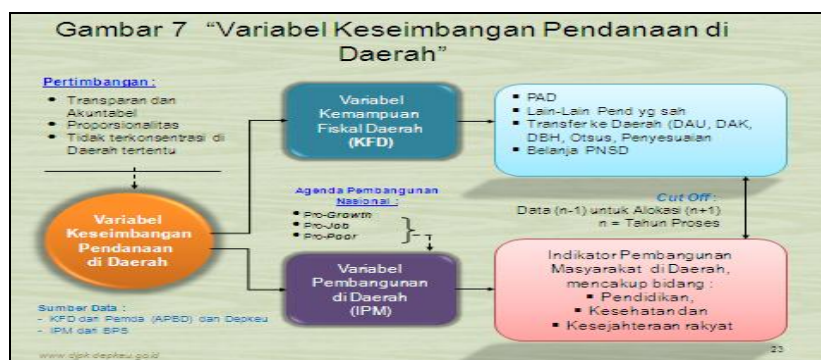 Gambar 7 “Variabel Keseimbangan Pendanaan di
Daerah”
Pertimbangan :
• Transparan dan
Akuntabel
• Proporsionalitas
• Tidak terkonsentrasi di
Daerah tertentu
Variabel
Keseimbangan
Pendanaan
di Daerah
Sumber Data :
- KFD dari Pemda (APBD) dan Depkeu
- IPM dari BPS
www.djpk.depkeu.go.id
Variabel
Kemampuan
Fiskal Daerah
(KFD)
Agenda Pembangunan
Nasional :
• Pro-Growth
• Pro-Job
• Pro-Poor
Variabel
Pembangunan
di Daerah
(IPM)
▪ PAD
▪ Lain-Lain Pend yg sah
▪ Transfer ke Daerah (DAU, DAK,
DBH, Otsus, Penyesuaian
▪ Belanja PNSD
Cut Off :
Data (n-1) untuk Alokasi (n+1)
n = Tahun Proses
Indikator Pembangunan
Masyarakat di Daerah,
mencakup bidang :
▪ Pendidikan,
▪ Kesehatan dan
▪ Kesejahteraan rakyat
23